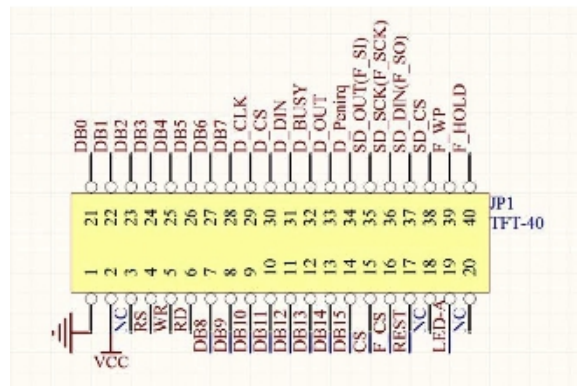 DB0
DB1
DB2
DB3
DB4
DB5
DB6
DB7
D_CLK
D_CS
D_DIN
D_BUSY
D_OUT
D_Penirq
SD_OUT(F_SI)
SD_SCK(F_SCK)
SD_DIN(F_SO)
SD_CS
F_WP
F_HOLD
21 22 23 24 25 26 27 28 29 30 31 32 33 34 35 36 37 38 39 40
JP1
TFT-40
1 2 3 4 5 6 7 8 9 10 11 12 13 14 15 16 17 18 19 20
VCC
NC
RS
WR
RD
DB8
DB9
DB10
DB11
DB12
DB13
DB14
DB15
CS
F_CS
REST
NC
LED-A
NC